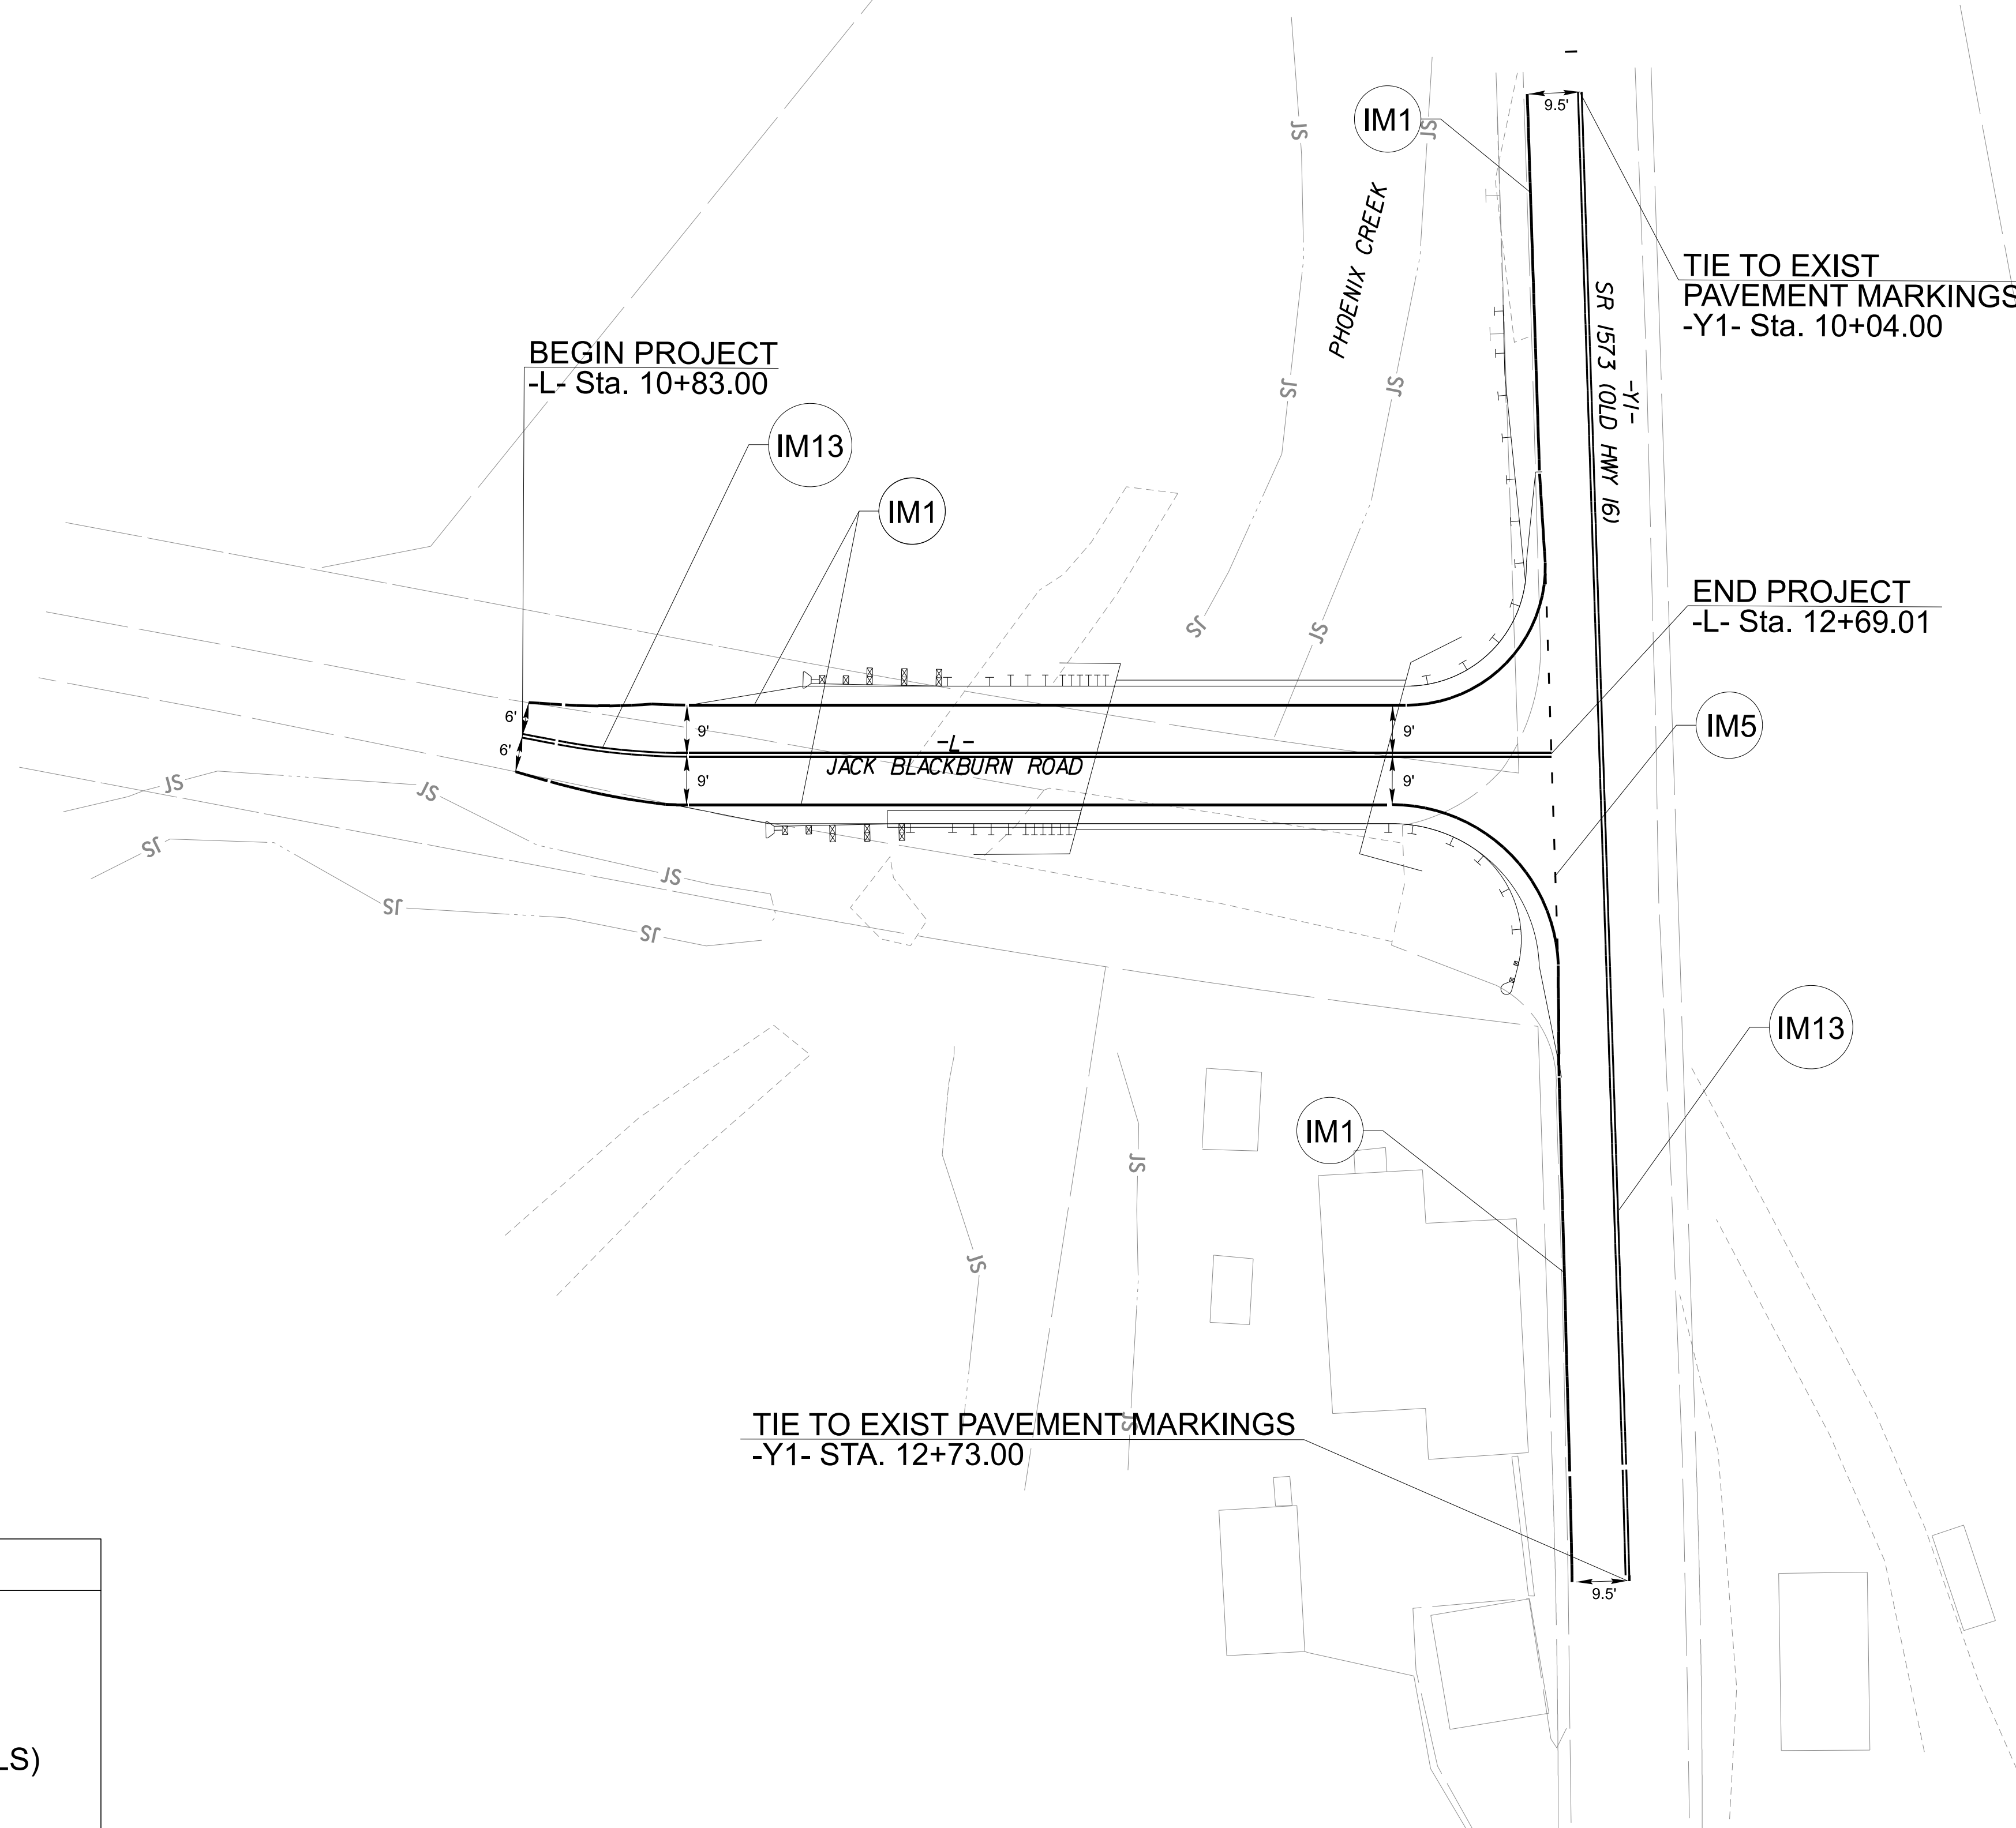 9.5'
IM1
JS
JS
PHOENIX CREEK
TIE TO EXIST
PAVEMENT MARKINGS
-Y1- Sta. 10+04.00
-Y1-
SR 1573 (OLD HWY 16)
BEGIN PROJECT
-L- Sta. 10+83.00
JS
JS
IM13
IM1
END PROJECT
-L- Sta. 12+69.01
JS
JS
IM5
6'
6'
9'
9'
9'
9'
-L-
JACK BLACKBURN ROAD
JS
JS
JS
JS
JS
JS
IM13
IM1
JS
JS
JS
TIE TO EXIST PAVEMENT MARKINGS
-Y1- STA. 12+73.00
9.5'
LS)